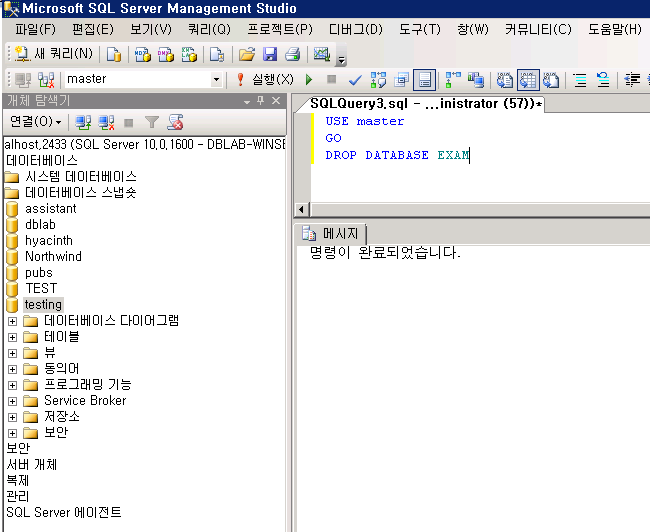 Microsoft SQL Server Management Studio
파일(F) 편집(E) 보기(V) 쿼리(Q) 프로젝트(P) 디버그(D) 도구(T) 창(W) 커뮤니티(C) 도움말(H)
새 쿼리(N)
master 실행(X)
개체 탐색기
연결(O)
alhost,2433 (SQL Server 10.0.1600 - DBLAB-WINSE
데이터베이스
시스템 데이터베이스
데이터베이스 스냅숏
assistant
dblab
hyacinth
Northwind
pubs
TEST
testing
데이터베이스 다이어그램
테이블
뷰
동의어
프로그래밍 기능
Service Broker
저장소
보안
보안
서버 개체
복제
관리
SQL Server 에이전트
SQLQuery3.sql - ...inistrator (57))*
USE master
GO
DROP DATABASE EXAM
메시지
명령이 완료되었습니다.